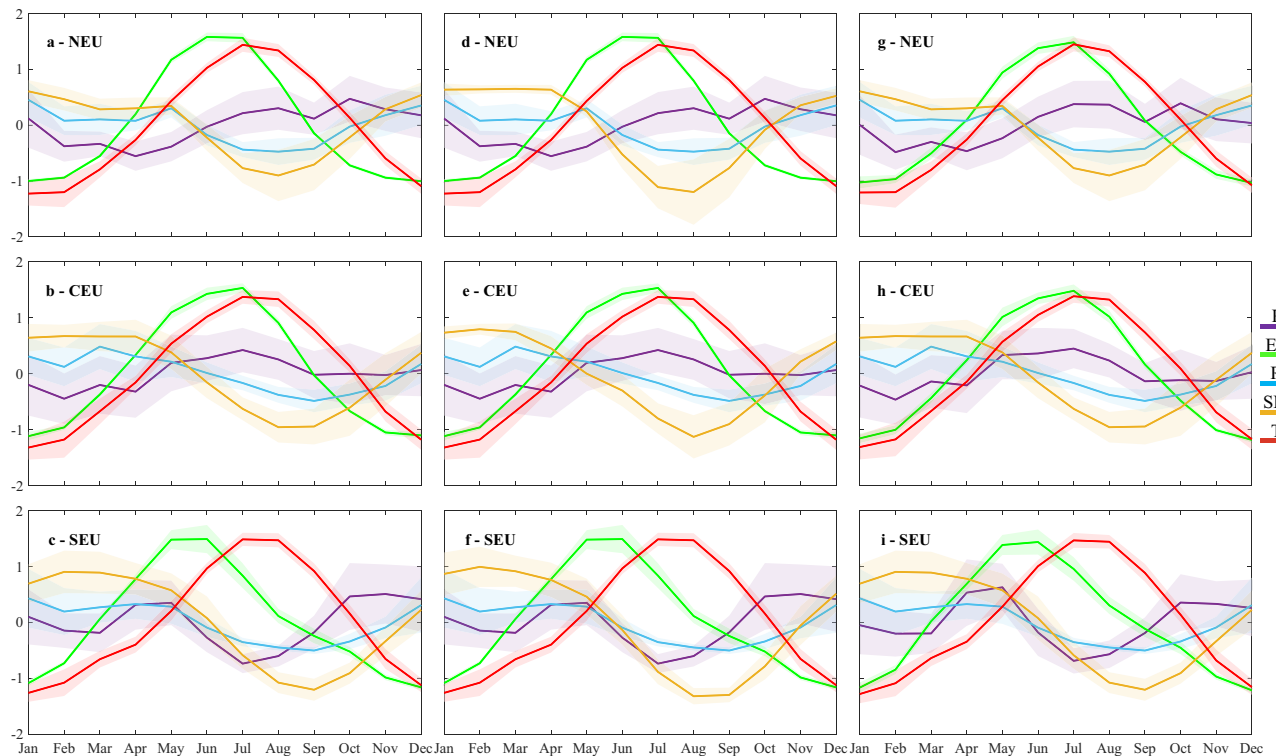 2
1
0
-1
-2
a - NEU
d - NEU
g - NEU
2
1
0
-1
-2
b - CEU
e - CEU
h - CEU
2
1
0
-1
-2
c - SEU
f - SEU
i - SEU
Jan Feb Mar Apr May Jun Jul Aug Sep Oct Nov Dec
Jan Feb Mar Apr May Jun Jul Aug Sep Oct Nov Dec
Jan Feb Mar Apr May Jun Jul Aug Sep Oct Nov Dec